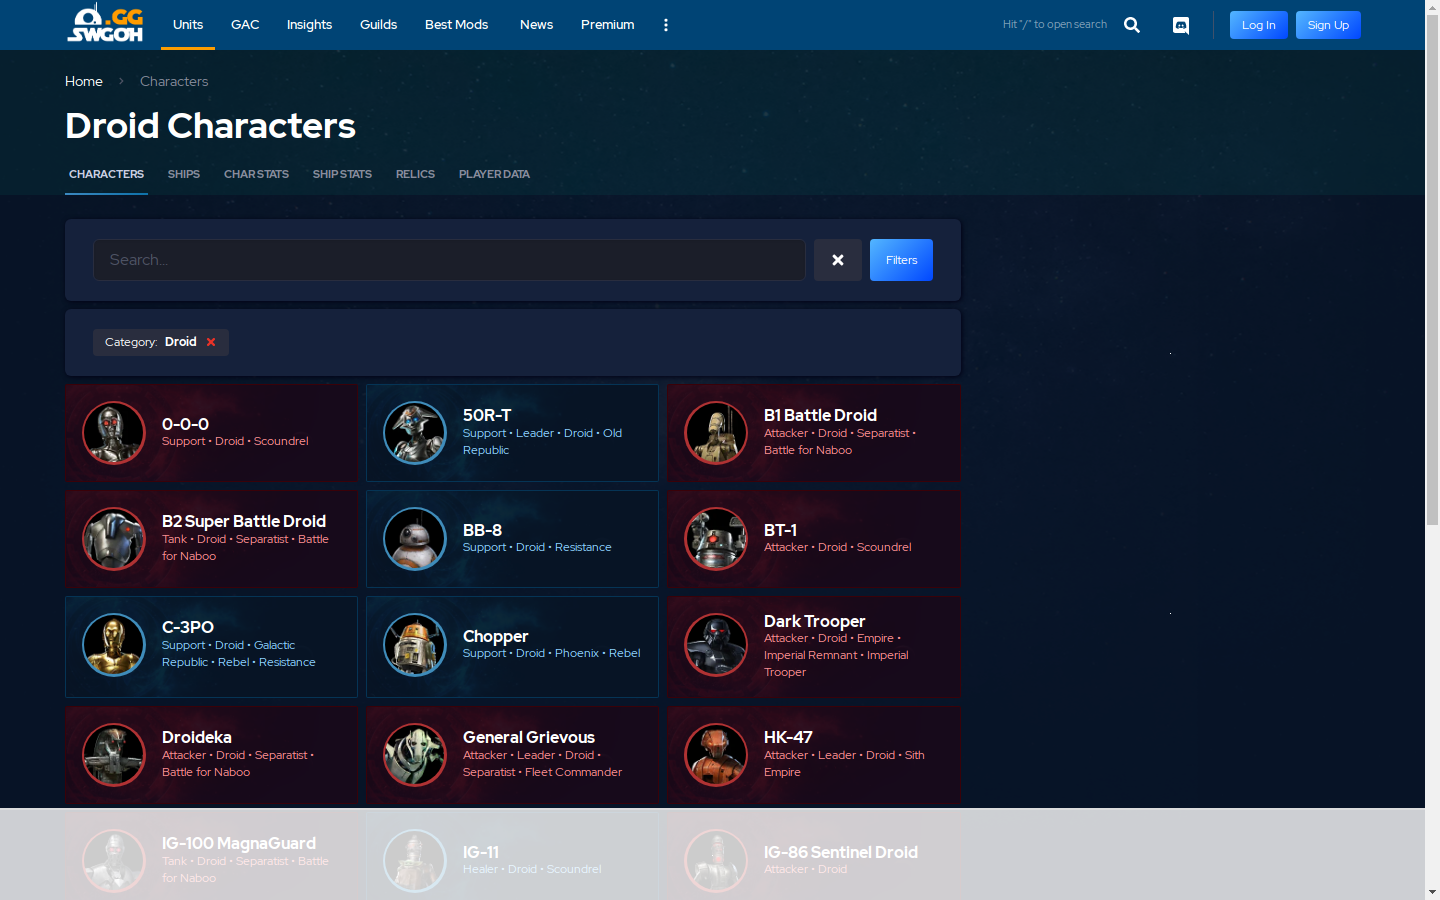 .GG
SWGOH
Units
GAC
Insights
Guilds
Best Mods
News
Premium
Hit "/" to open search
Log In
Sign Up
Home
Characters
Droid Characters
CHARACTERS
SHIPS
CHAR STATS
SHIP STATS
RELICS
PLAYER DATA
Search...
Filters
Category: Droid
0-0-0
Support • Droid • Scoundrel
50R-T
Support • Leader • Droid • Old
Republic
B1 Battle Droid
Attacker • Droid • Separatist •
Battle for Naboo
B2 Super Battle Droid
Tank • Droid • Separatist • Battle
for Naboo
BB-8
Support • Droid • Resistance
BT-1
Attacker • Droid • Scoundrel
C-3PO
Support • Droid • Galactic
Republic • Rebel • Resistance
Chopper
Support • Droid • Phoenix • Rebel
Dark Trooper
Attacker • Droid • Empire •
Imperial Remnant • Imperial
Trooper
Droideka
Attacker • Droid • Separatist •
Battle for Naboo
General Grievous
Attacker • Leader • Droid •
Separatist • Fleet Commander
HK-47
Attacker • Leader • Droid • Sith
Empire
IG-100 MagnaGuard
Tank • Droid • Separatist • Battle
for Naboo
IG-11
Healer • Droid • Scoundrel
IG-86 Sentinel Droid
Attacker • Droid